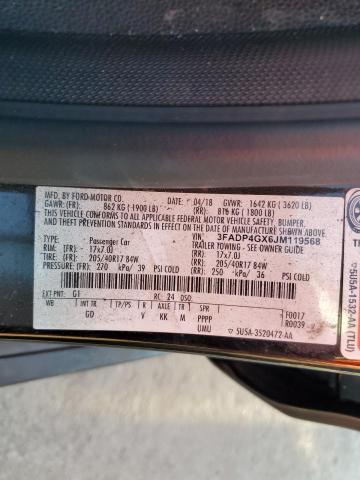 MFD. BY FORD-MOTOR CO.
DATE: 04/18 GVWR: 1642 KG ( 3620 LB)
GAWR: (FR): 862 KG (-1900 LB) (RR): 816 KG ( 1800 LB)
THIS VEHICLE CONFORMS TO ALL APPLICABLE FEDERAL MOTOR VEHICLE SAFETY, BUMPER,
AND THEFT PREVENTION STANDARDS IN EFFECT ON THE DATE OF MANUFACTURE SHOWN ABOVE.
VIN: 3FADP4GX6JM119568
TYPE: Passenger Car TRAILER TOWING - SEE OWNER GUIDE
RIM: (FR): 17x7.0J (RR): 17x7.0J
TIRE: (FR): 205/40R17 84W (RR): 205/40R17 84W
PRESSURE: (FR): 270 kPA/ 39 PSI COLD (RR): 250 kPA/ 36 PSI COLD
EXT PNT: G1 RC: 24 DSO:
WB INT TR TP/PS R AXLE TR SPR F0017
GD V KK M PPPP R0039
UMU 5U5A-3520472-AA
5U5A-1532-AA (TLU)